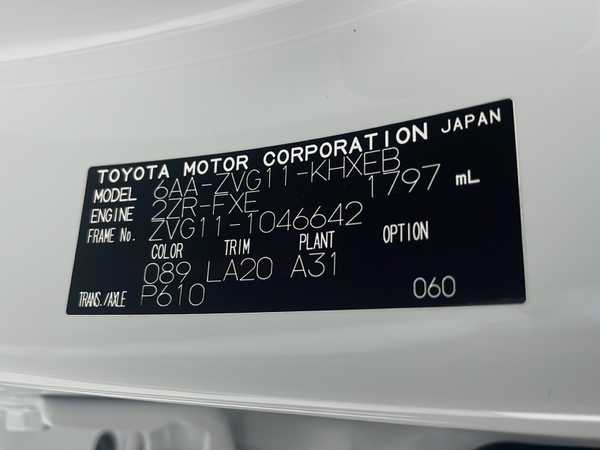 TOYOTA MOTOR CORPORATION JAPAN
MODEL 6AA-ZVG11-KHXEB
ENGINE 2ZR-FXE 1797 mL
FRAME No. ZVG11-1046642
COLOR TRIM PLANT OPTION
089 LA20 A31
TRANS./AXLE P610 060